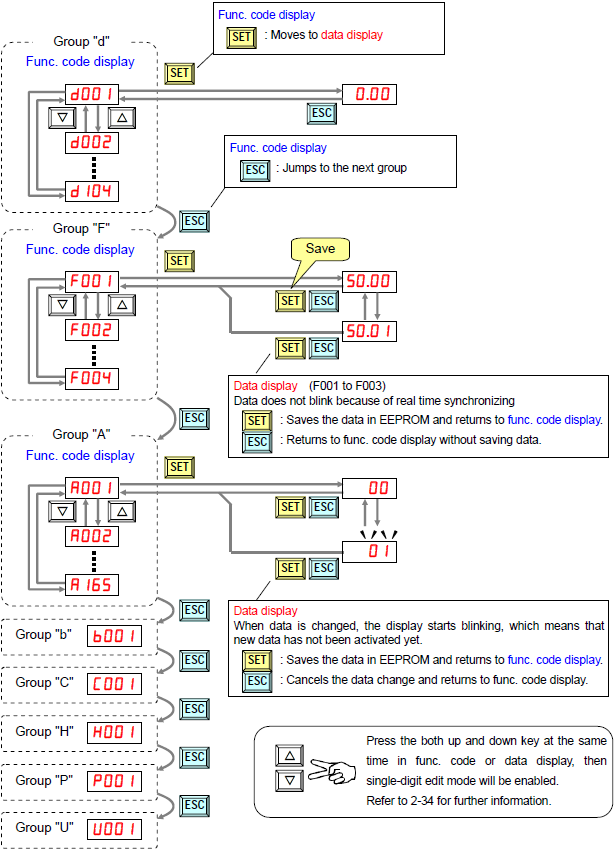 Func. code display
SET : Moves to data display
Group "d"
Func. code display
SET
d001
0.00
ESC
d002
d104
Func. code display
ESC : Jumps to the next group
ESC
Group "F"
Func. code display
SET
Save
F001
50.00
SET ESC
F002
50.01
SET ESC
F004
Data display (F001 to F003)
Data does not blink because of real time synchronizing
SET : Saves the data in EEPROM and returns to func. code display.
ESC : Returns to func. code display without saving data.
ESC
Group "A"
Func. code display
SET
A001
00
SET ESC
A002
01
SET ESC
A165
Data display
When data is changed, the display starts blinking, which means that
new data has not been activated yet.
SET : Saves the data in EEPROM and returns to func. code display.
ESC : Cancels the data change and returns to func. code display.
ESC
Group "b" b001
ESC
Group "C" C001
ESC
Group "H" H001
ESC
Group "P" P001
ESC
Group "U" U001
Press the both up and down key at the same
time in func. code or data display, then
single-digit edit mode will be enabled.
Refer to 2-34 for further information.